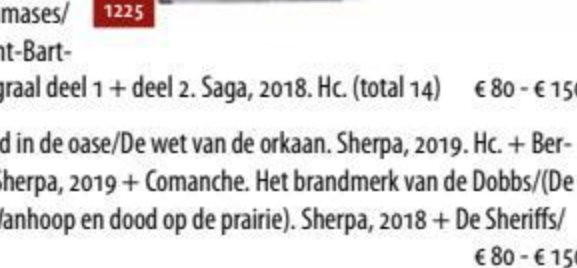 mases/ 1225
nt-Bart-
graal deel 1 + deel 2. Saga, 2018. Hc. (total 14) € 80 - € 150
d in de oase/De wet van de orkaan. Sherpa, 2019. Hc. + Ber-
Sherpa, 2019 + Comanche. Het brandmerk van de Dobbs/(De
Wanhoop en dood op de prairie). Sherpa, 2018 + De Sheriffs/
€ 80 - € 150